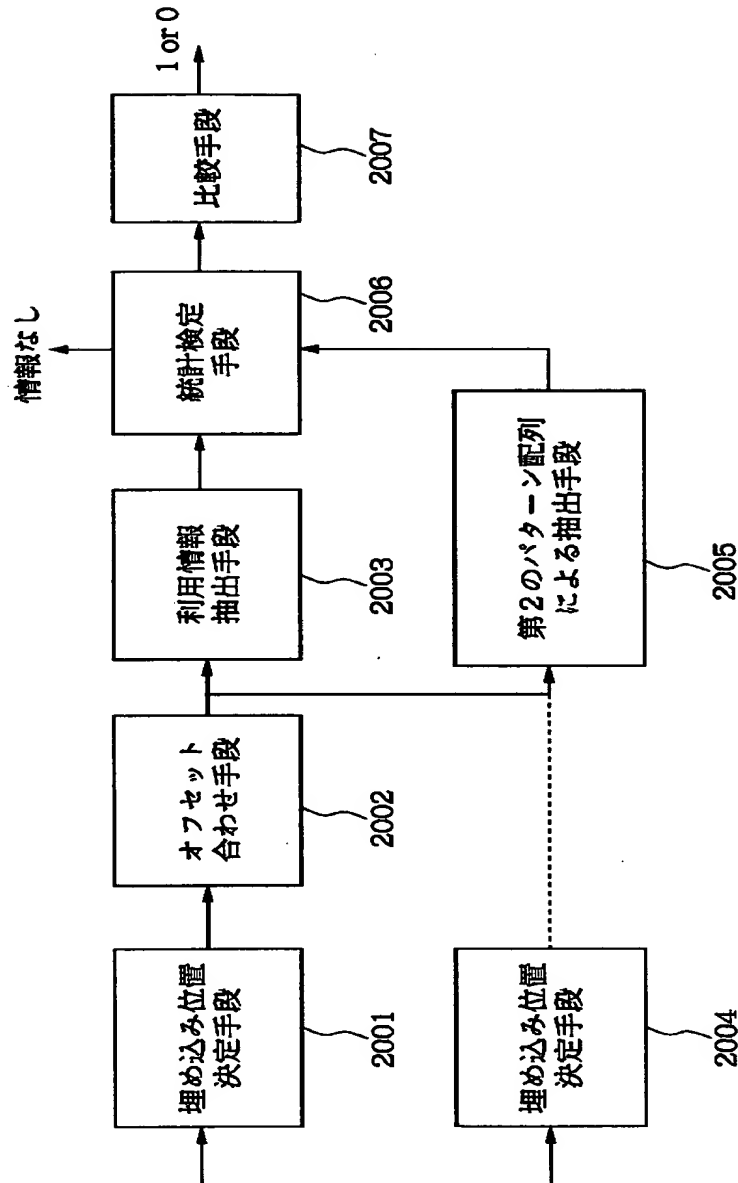 埋め込み位置
決定手段
2001
オフセット
合わせ手段
2002
利用情報
抽出手段
2003
統計検定
手段
2006
情報なし
比較手段
2007
1 or 0
埋め込み位置
決定手段
2004
第2のパターン配列
による抽出手段
2005